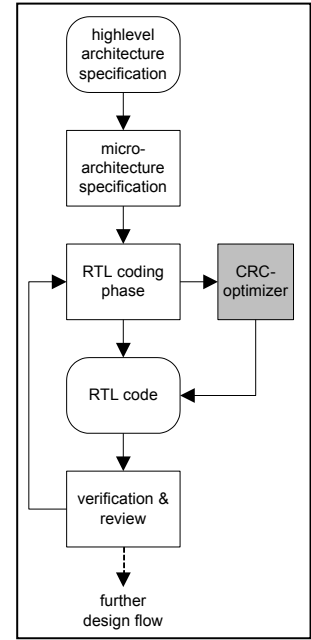 highlevel
architecture
specification
micro-
architecture
specification
RTL coding
phase
CRC-
optimizer
RTL code
verification &
review
further
design flow